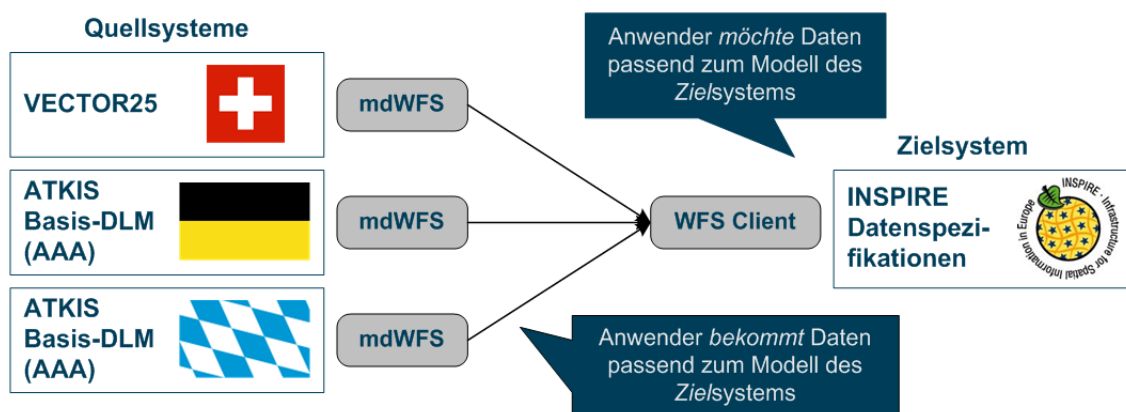 Quellsysteme
VECTOR25
mdWFS
ATKIS
Basis-DLM
(AAA)
mdWFS
ATKIS
Basis-DLM
(AAA)
mdWFS
Anwender möchte Daten
passend zum Modell des
Zielsystems
WFS Client
Anwender bekommt Daten
passend zum Modell des
Zielsystems
Zielsystem
INSPIRE
Datenspezi-
fikationen
INSPIRE · Infrastructure for Spatial Information in Europe